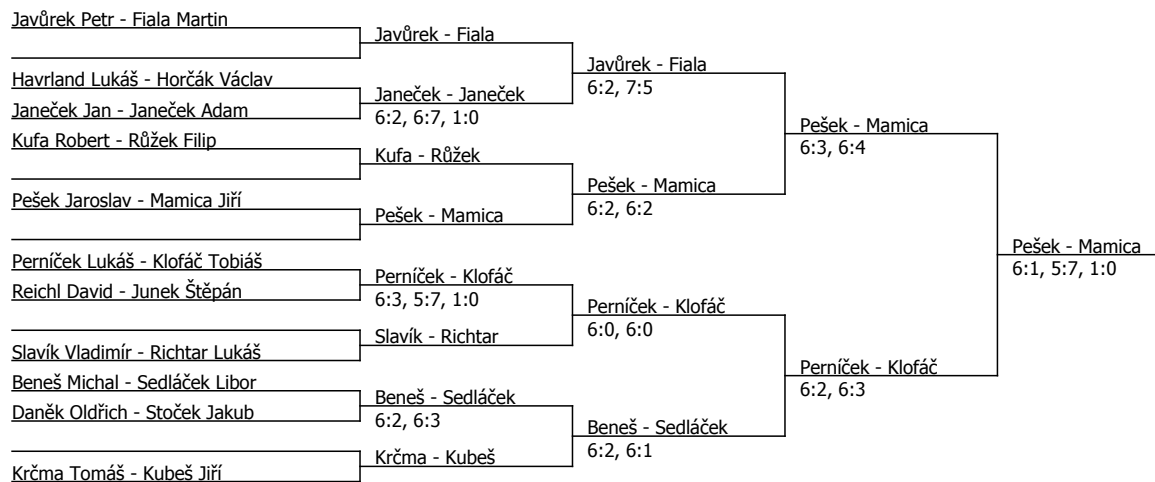 Javůrek Petr - Fiala Martin
Havrland Lukáš - Horčák Václav
Janeček Jan - Janeček Adam
Kufa Robert - Růžek Filip
Pešek Jaroslav - Mamica Jiří
Perníček Lukáš - Klofáč Tobiáš
Reichl David - Junek Štěpán
Slavík Vladimír - Richtar Lukáš
Beneš Michal - Sedláček Libor
Daněk Oldřich - Stoček Jakub
Krčma Tomáš - Kubeš Jiří
Javůrek - Fiala
Janeček - Janeček
6:2, 6:7, 1:0
Kufa - Růžek
Pešek - Mamica
Perníček - Klofáč
6:3, 5:7, 1:0
Slavík - Richtar
Beneš - Sedláček
6:2, 6:3
Krčma - Kubeš
Javůrek - Fiala
6:2, 7:5
Pešek - Mamica
6:2, 6:2
Perníček - Klofáč
6:0, 6:0
Beneš - Sedláček
6:2, 6:1
Pešek - Mamica
6:3, 6:4
Perníček - Klofáč
6:2, 6:3
Pešek - Mamica
6:1, 5:7, 1:0